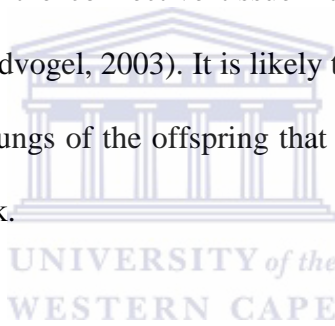 dvogel, 2003). It is likely t
ungs of the offspring that
k.
UNIVERSITY of the
WESTERN CAPE